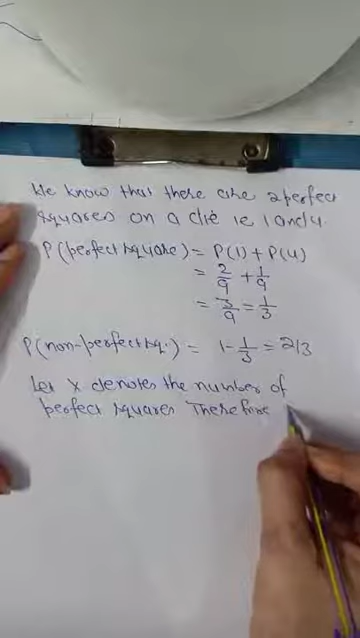 We know that there are 2 perfect
squares on a die ie 1 and 4
P(perfect square) = P(1) + P(4)
= 2/9 + 1/9
= 3/9 = 1/3
P(non-perfect sq.) = 1 - 1/3 = 2/3
Let X denotes the number of
perfect squares Therefore